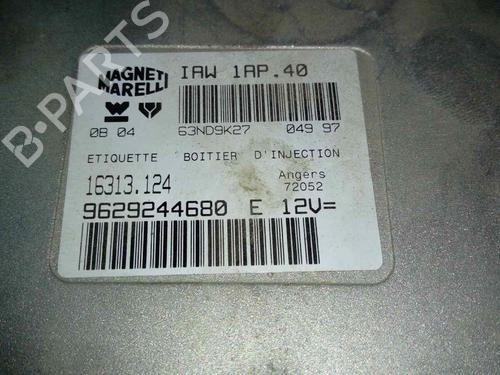 MAGNETI MARELLI
IAW 1AP.40
0B 04
63ND9K27 049 97
ETIQUETTE BOITIER D'INJECTION
16313.124
Angers
72052
9629244680 E 12V=
B-PARTS